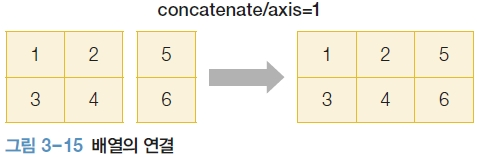 concatenate/axis=1
1 2 5 1 2 5
3 4 6 3 4 6
그림 3-15 배열의 연결